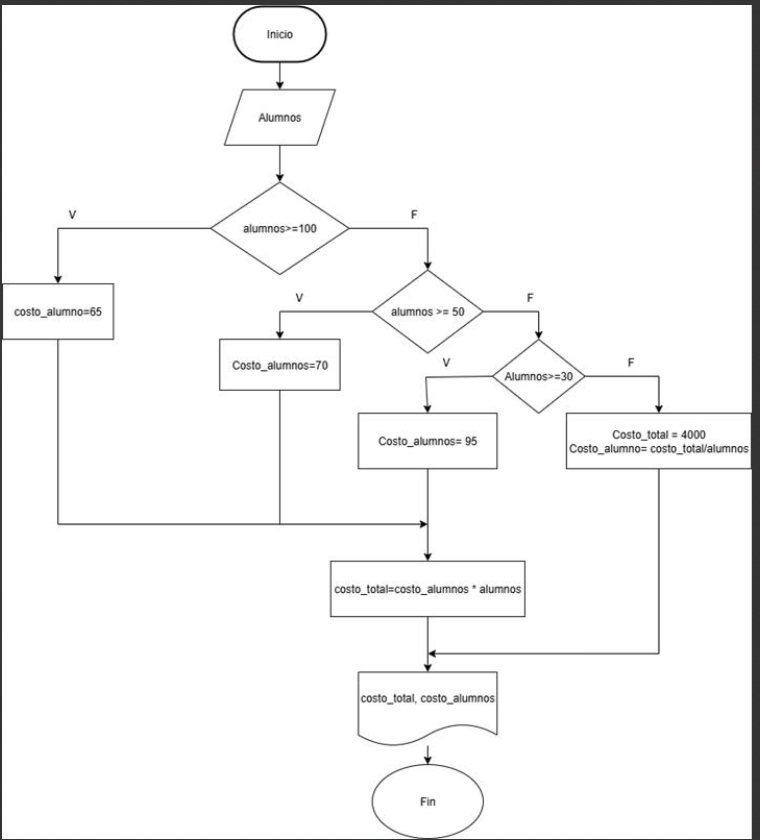 Inicio
Alumnos
V
alumnos>=100
F
costo_alumno=65
V
alumnos >= 50
F
Costo_alumnos=70
V
Alumnos>=30
F
Costo_alumnos= 95
Costo_total = 4000
Costo_alumno= costo_total/alumnos
costo_total=costo_alumnos * alumnos
costo_total, costo_alumnos
Fin